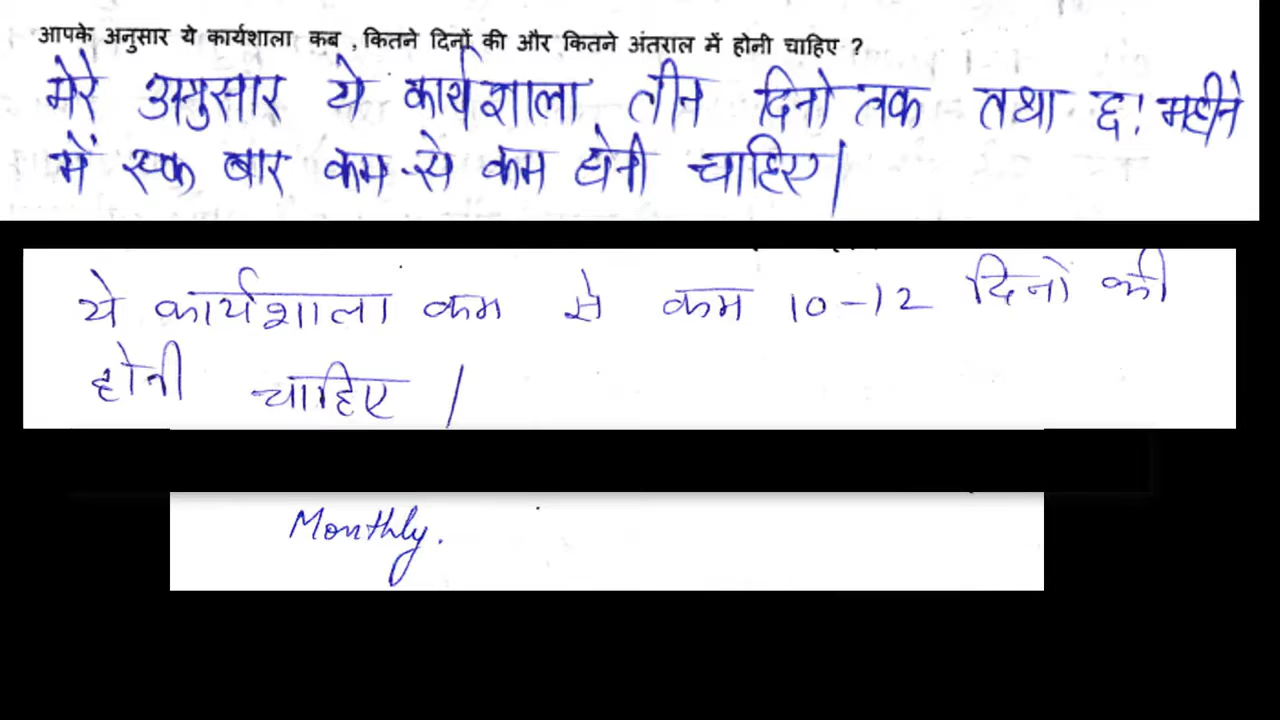 आपके अनुसार ये कार्यशाला कब , कितने दिनों की और कितने अंतराल में होनी चाहिए ?
मेरे अनुसार ये कार्यशाला तीन दिनो तक तथा छ: महीने
में एक बार कम-से कम होनी चाहिए।
ये कार्यशाला कम से कम 10-12 दिनों की
होनी चाहिए ।
Monthly.